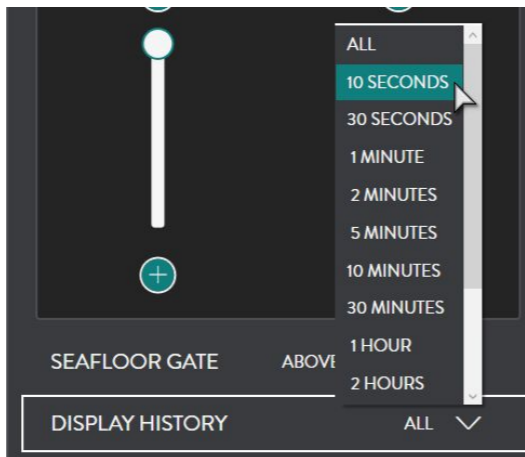 ALL
10 SECONDS
30 SECONDS
1 MINUTE
2 MINUTES
5 MINUTES
10 MINUTES
30 MINUTES
1 HOUR
2 HOURS
SEAFLOOR GATE ABOVE
DISPLAY HISTORY ALL